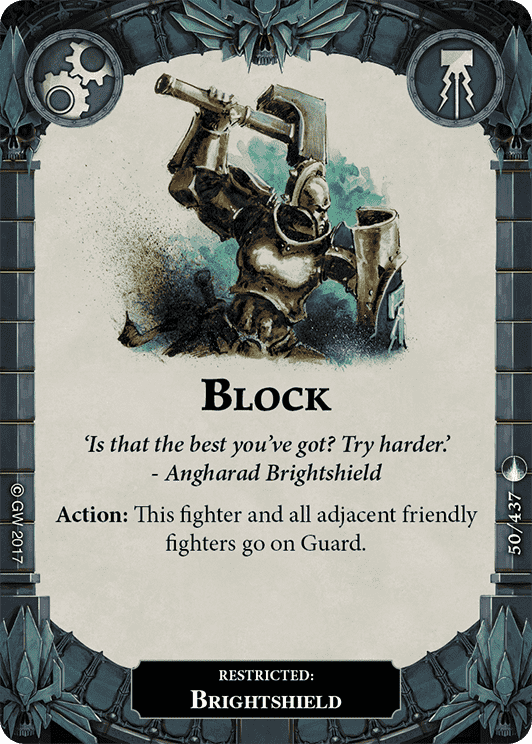 Block
‘Is that the best you’ve got? Try harder.’
- Angharad Brightshield
Action: This fighter and all adjacent friendly
fighters go on Guard.
© GW 2017
50/437
RESTRICTED:
Brightshield